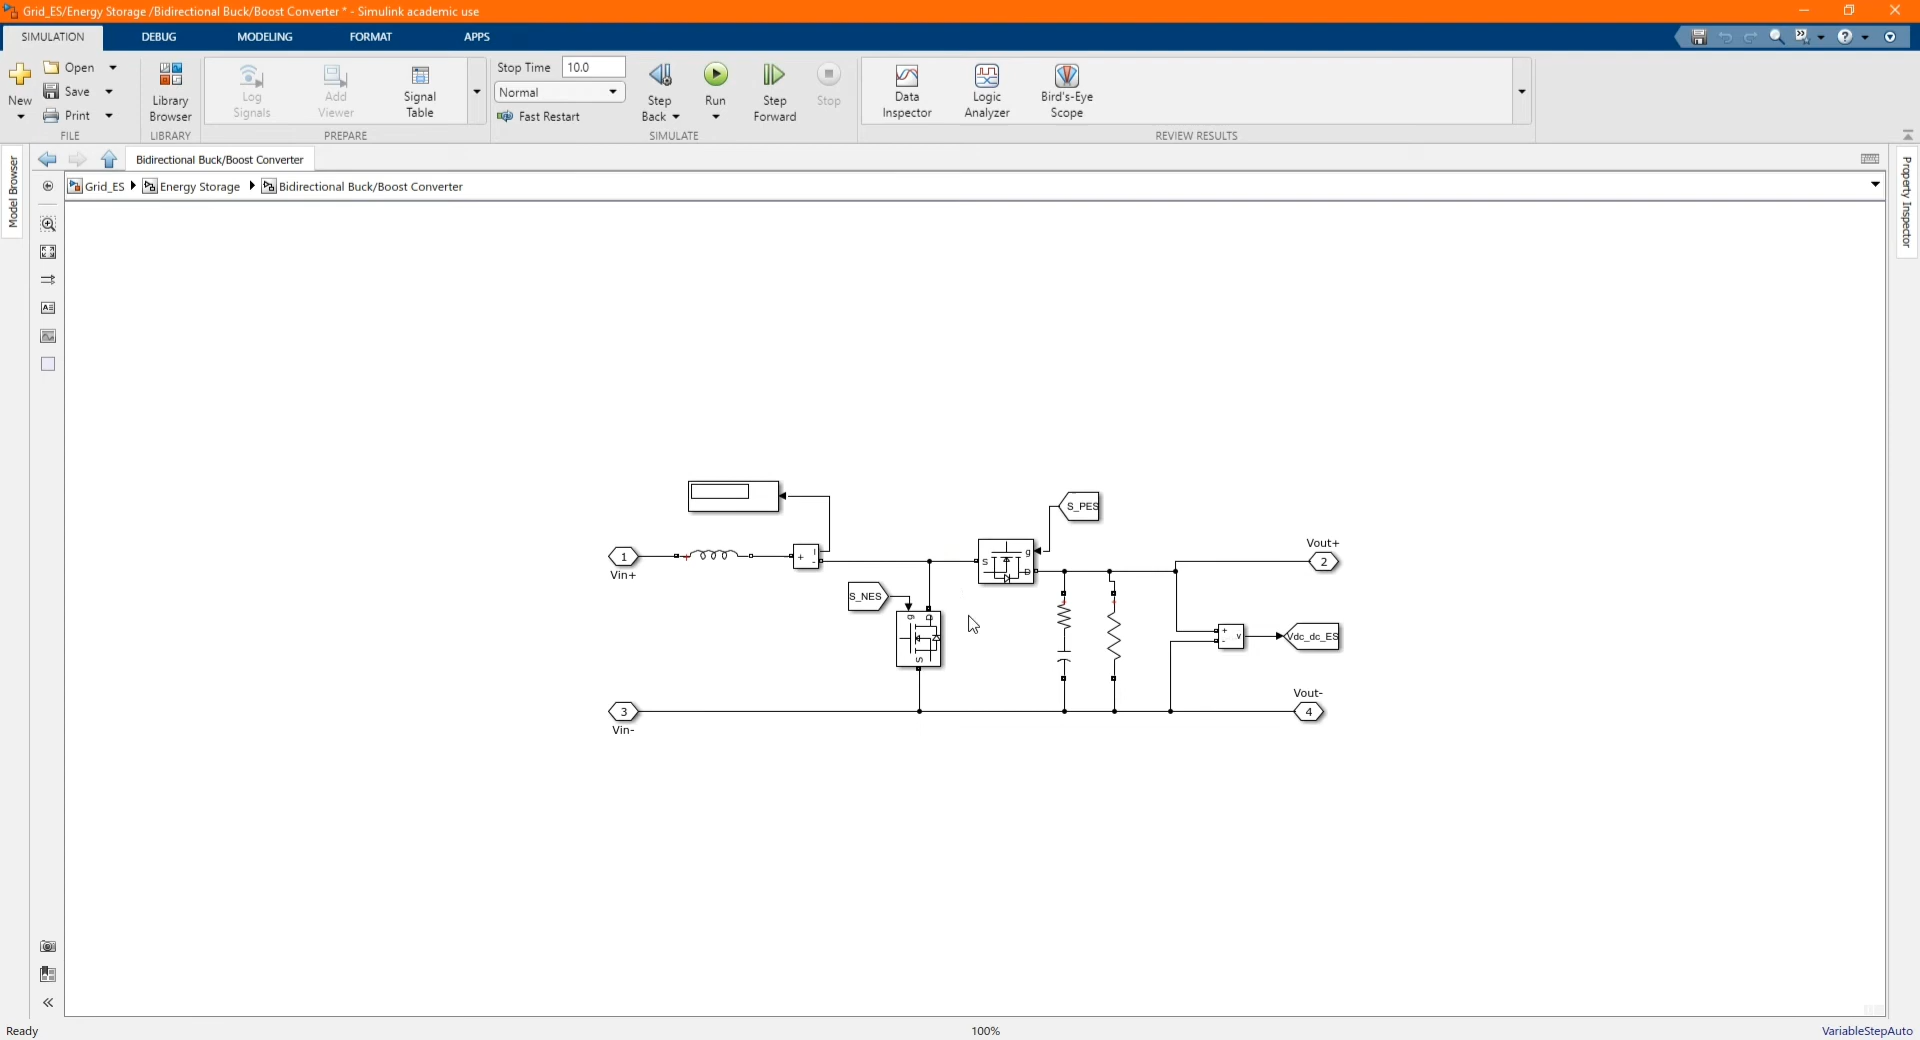 Grid_ES/Energy Storage /Bidirectional Buck/Boost Converter * - Simulink academic use
SIMULATION DEBUG MODELING FORMAT APPS
New
Open
Save
Print
FILE
Library
Browser
LIBRARY
Log
Signals
Add
Viewer
Signal
Table
PREPARE
Stop Time 10.0
Normal
Fast Restart
Step
Back
Run
Step
Forward
Stop
SIMULATE
Data
Inspector
Logic
Analyzer
Bird's-Eye
Scope
REVIEW RESULTS
Model Browser
Property Inspector
Bidirectional Buck/Boost Converter
Grid_ES Energy Storage Bidirectional Buck/Boost Converter
S_PES
1
Vin+
+ I
-
S g
D
Vout+
2
S_NES
g D
S
+
- v
Vdc_dc_ES
3
Vin-
Vout-
4
Ready
100%
VariableStepAuto